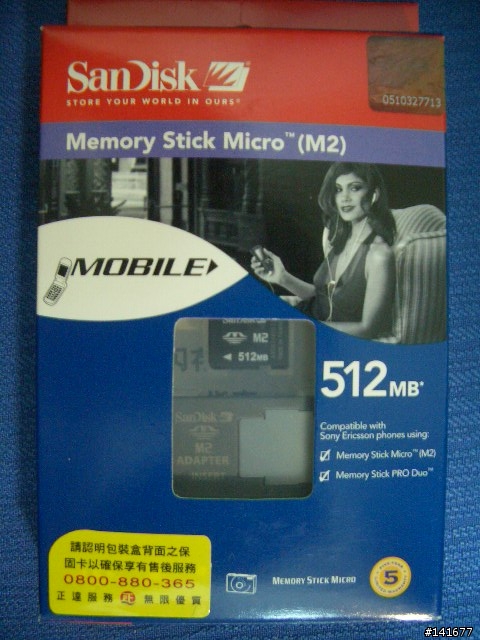 SanDisk
STORE YOUR WORLD IN OURS®
0510327713
Memory Stick Micro™ (M2)
MOBILE
M2
512MB
512MB*
SanDisk
M2
ADAPTER
INSERT
Compatible with
Sony Ericsson phones using:
Memory Stick Micro™ (M2)
Memory Stick PRO Duo™
請認明包裝盒背面之保
固卡以確保享有售後服務
0800-880-365
正達服務 無限優質
MEMORY STICK MICRO
5
#141677